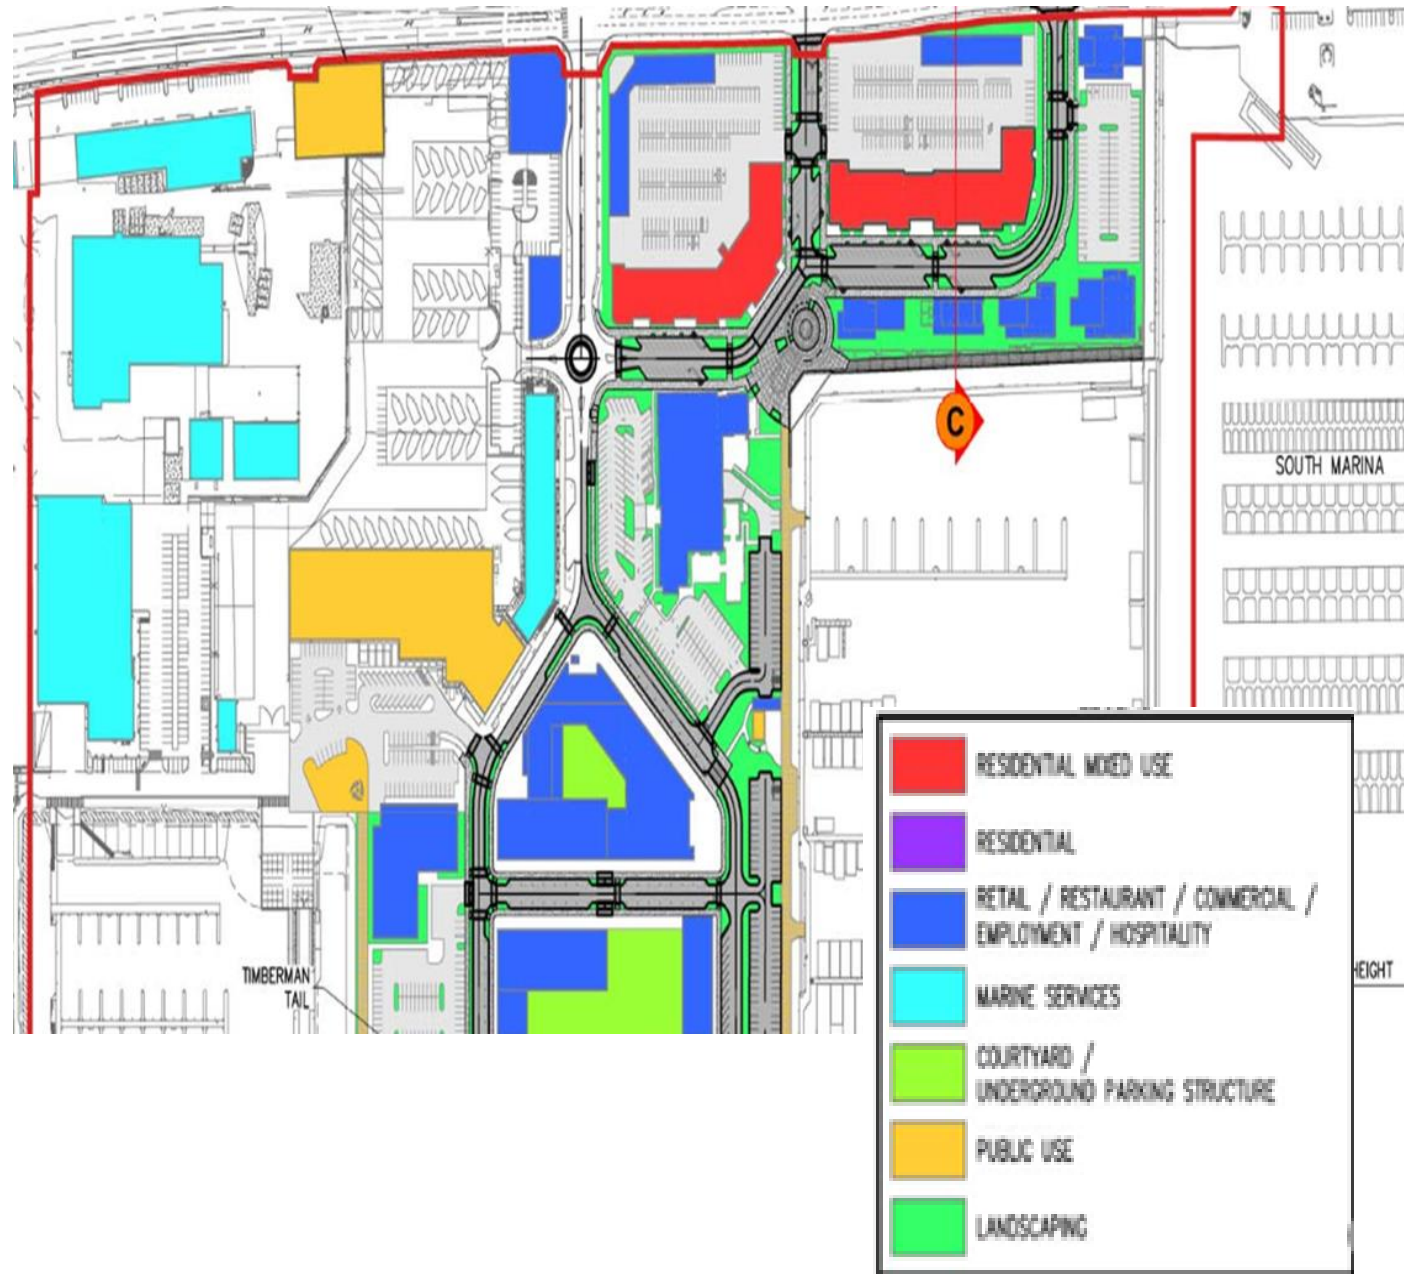 C
SOUTH MARINA
RESIDENTIAL MIXED USE
RESIDENTIAL
RETAIL / RESTAURANT / COMMERCIAL /
EMPLOYMENT / HOSPITALITY
HEIGHT
TIMBERMAN
TAIL
MARINE SERVICES
COURTYARD /
UNDERGROUND PARKING STRUCTURE
PUBLIC USE
LANDSCAPING